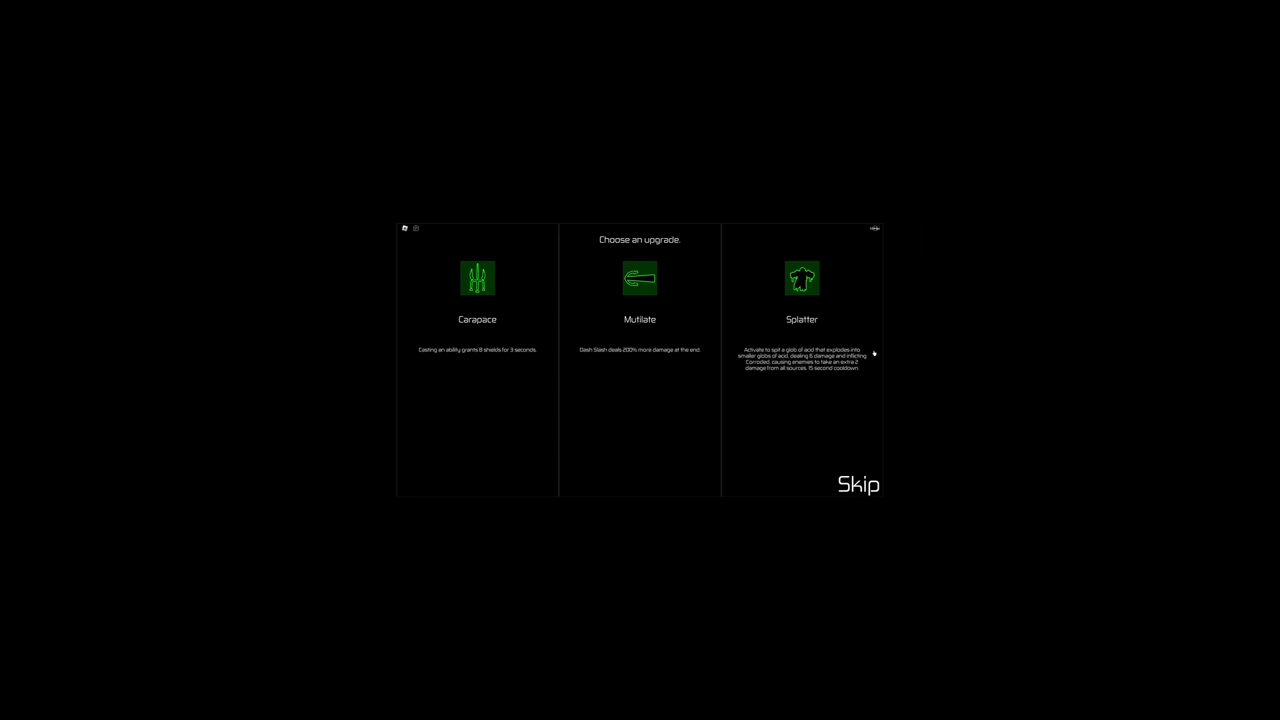 Choose an upgrade.
Carapace
Casting an ability grants 8 shields for 3 seconds.
Mutilate
Dash Slash deals 200% more damage at the end.
Splatter
Activate to spit a glob of acid that explodes into
smaller globs of acid, dealing 6 damage and inflicting
Corroded, causing enemies to take an extra 2
damage from all sources. 15 second cooldown.
Skip